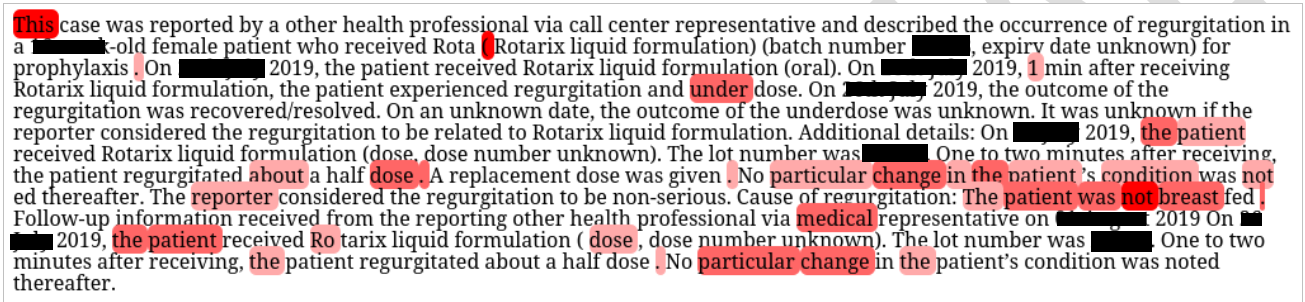 This case was reported by a other health professional via call center representative and described the occurrence of regurgitation in
a k-old female patient who received Rota ( Rotarix liquid formulation) (batch number , expiry date unknown) for
prophylaxis . On 2019, the patient received Rotarix liquid formulation (oral). On 2019, 1 min after receiving
Rotarix liquid formulation, the patient experienced regurgitation and under dose. On 2019, the outcome of the
regurgitation was recovered/resolved. On an unknown date, the outcome of the underdose was unknown. It was unknown if the
reporter considered the regurgitation to be related to Rotarix liquid formulation. Additional details: On 2019, the patient
received Rotarix liquid formulation (dose, dose number unknown). The lot number was . One to two minutes after receiving,
the patient regurgitated about a half dose . A replacement dose was given . No particular change in the patient 's condition was not
ed thereafter. The reporter considered the regurgitation to be non-serious. Cause of regurgitation: The patient was not breast fed .
Follow-up information received from the reporting other health professional via medical representative on 2019 On
2019, the patient received Ro tarix liquid formulation ( dose , dose number unknown). The lot number was . One to two
minutes after receiving, the patient regurgitated about a half dose . No particular change in the patient's condition was noted
thereafter.